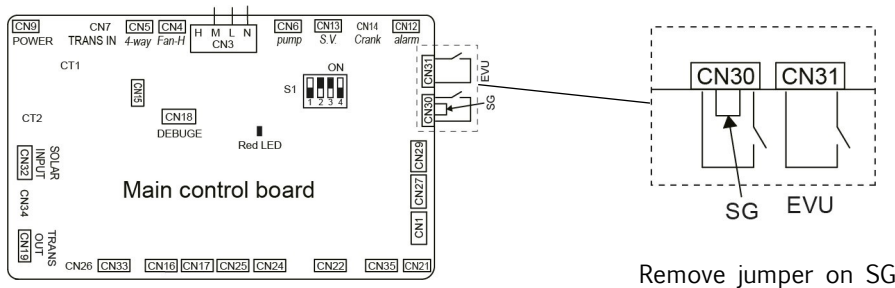 CN9 CN7 CN5 CN4 H M L N CN6 CN13 CN14 CN12
POWER TRANS IN 4-way Fan-H CN3 pump S.V. Crank alarm
CT1
CN15
S1
ON
1 2 3 4
CN31
EVU
CN30
SG
CN18
DEBUGE
Red LED
CT2
SOLAR
INPUT
CN32
CN29
CN27
CN1
Main control board
CN34
TRANS
OUT
CN19
CN26 CN33 CN16 CN17 CN25 CN24 CN22 CN35 CN21
CN30 CN31
SG EVU
Remove jumper on SG